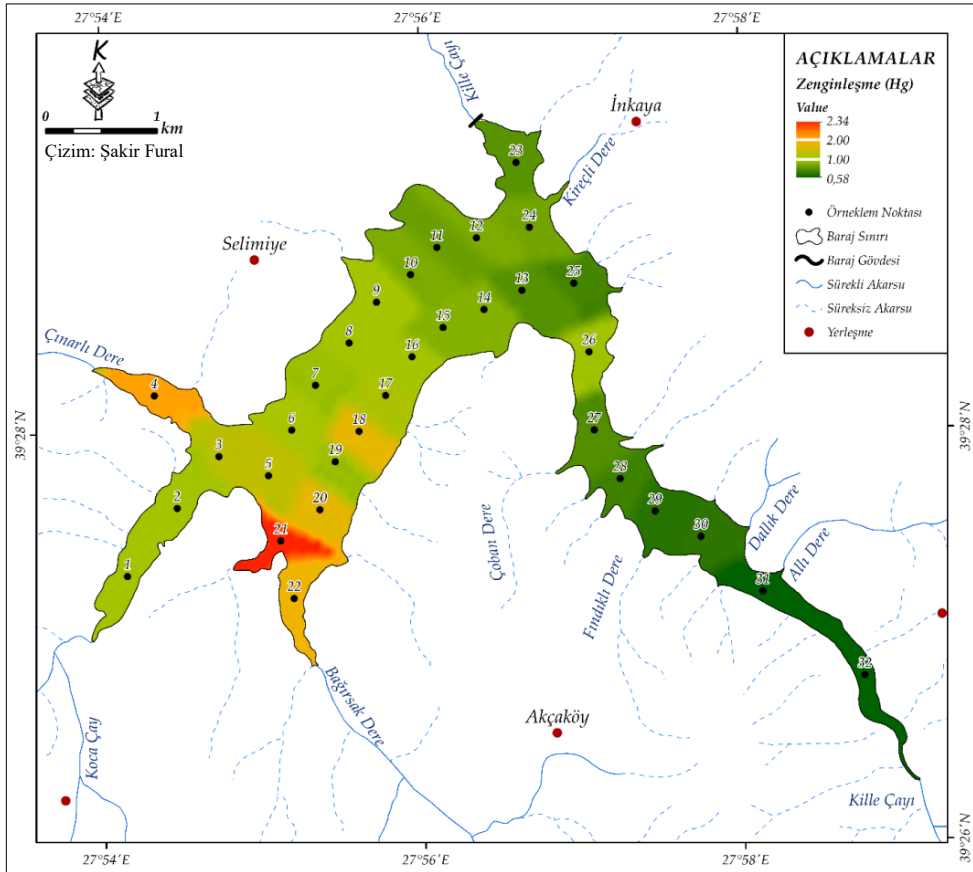 27°54'E
27°56'E
27°58'E
K
0 1
km
Çizim: Şakir Fural
Kille Çayı
İnkaya
Kireçli Dere
AÇIKLAMALAR
Zenginleşme (Hg)
Value
2.34
2.00
1.00
0,58
Örneklem Noktası
Baraj Sınırı
Baraj Gövdesi
Sürekli Akarsu
Süreksiz Akarsu
Yerleşme
23
24
12
11
Selimiye
10
25
13
9
14
15
8
26
16
Çınarlı Dere
7
4
17
39°28'N
39°28'N
6
18
27
3
19
5
28
2
20
29
Çoban Dere
30
Dallık Dere
21
Allı Dere
1
31
22
Fındıklı Dere
32
Bağırsak Dere
Akçaköy
Koca Çay
Kille Çayı
39°26'N
27°54'E
27°56'E
27°58'E